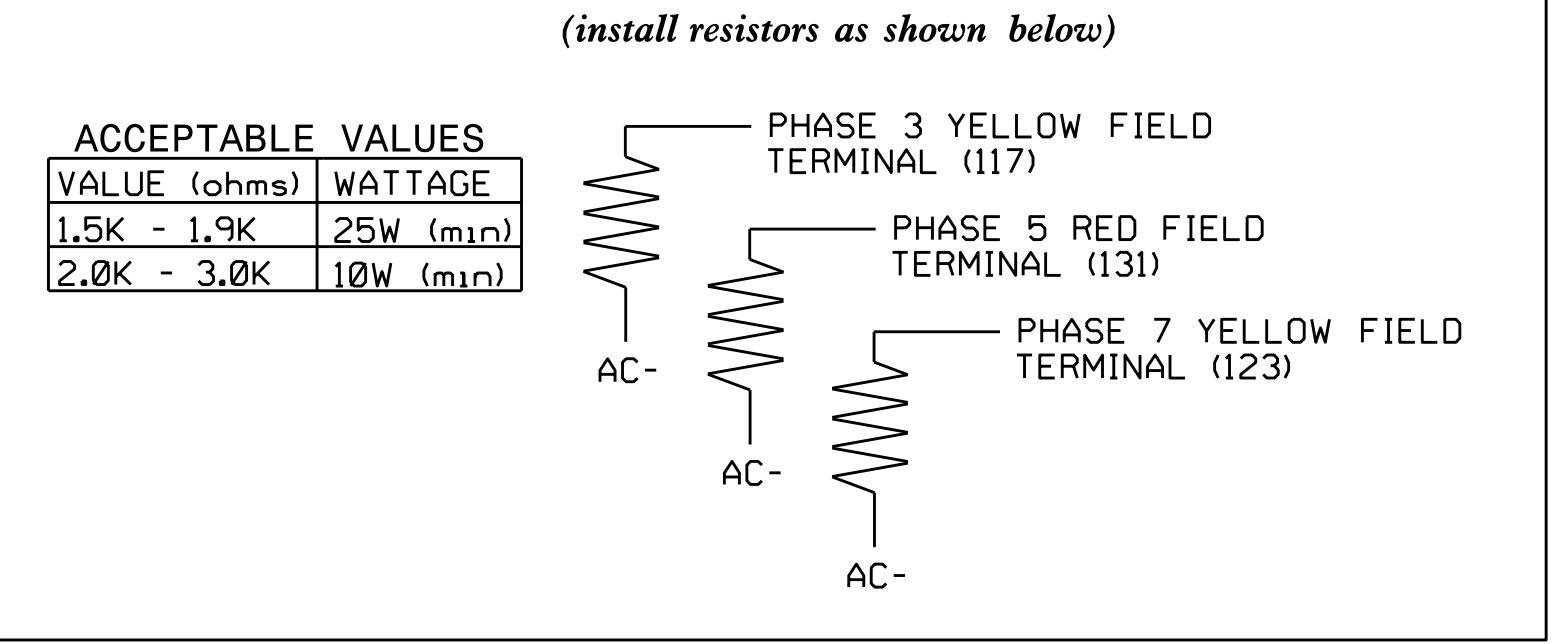 (install resistors as shown below)
ACCEPTABLE VALUES
VALUE (ohms) WATTAGE
1.5K - 1.9K 25W (min)
2.0K - 3.0K 10W (min)
PHASE 3 YELLOW FIELD
TERMINAL (117)
AC-
PHASE 5 RED FIELD
TERMINAL (131)
AC-
PHASE 7 YELLOW FIELD
TERMINAL (123)
AC-